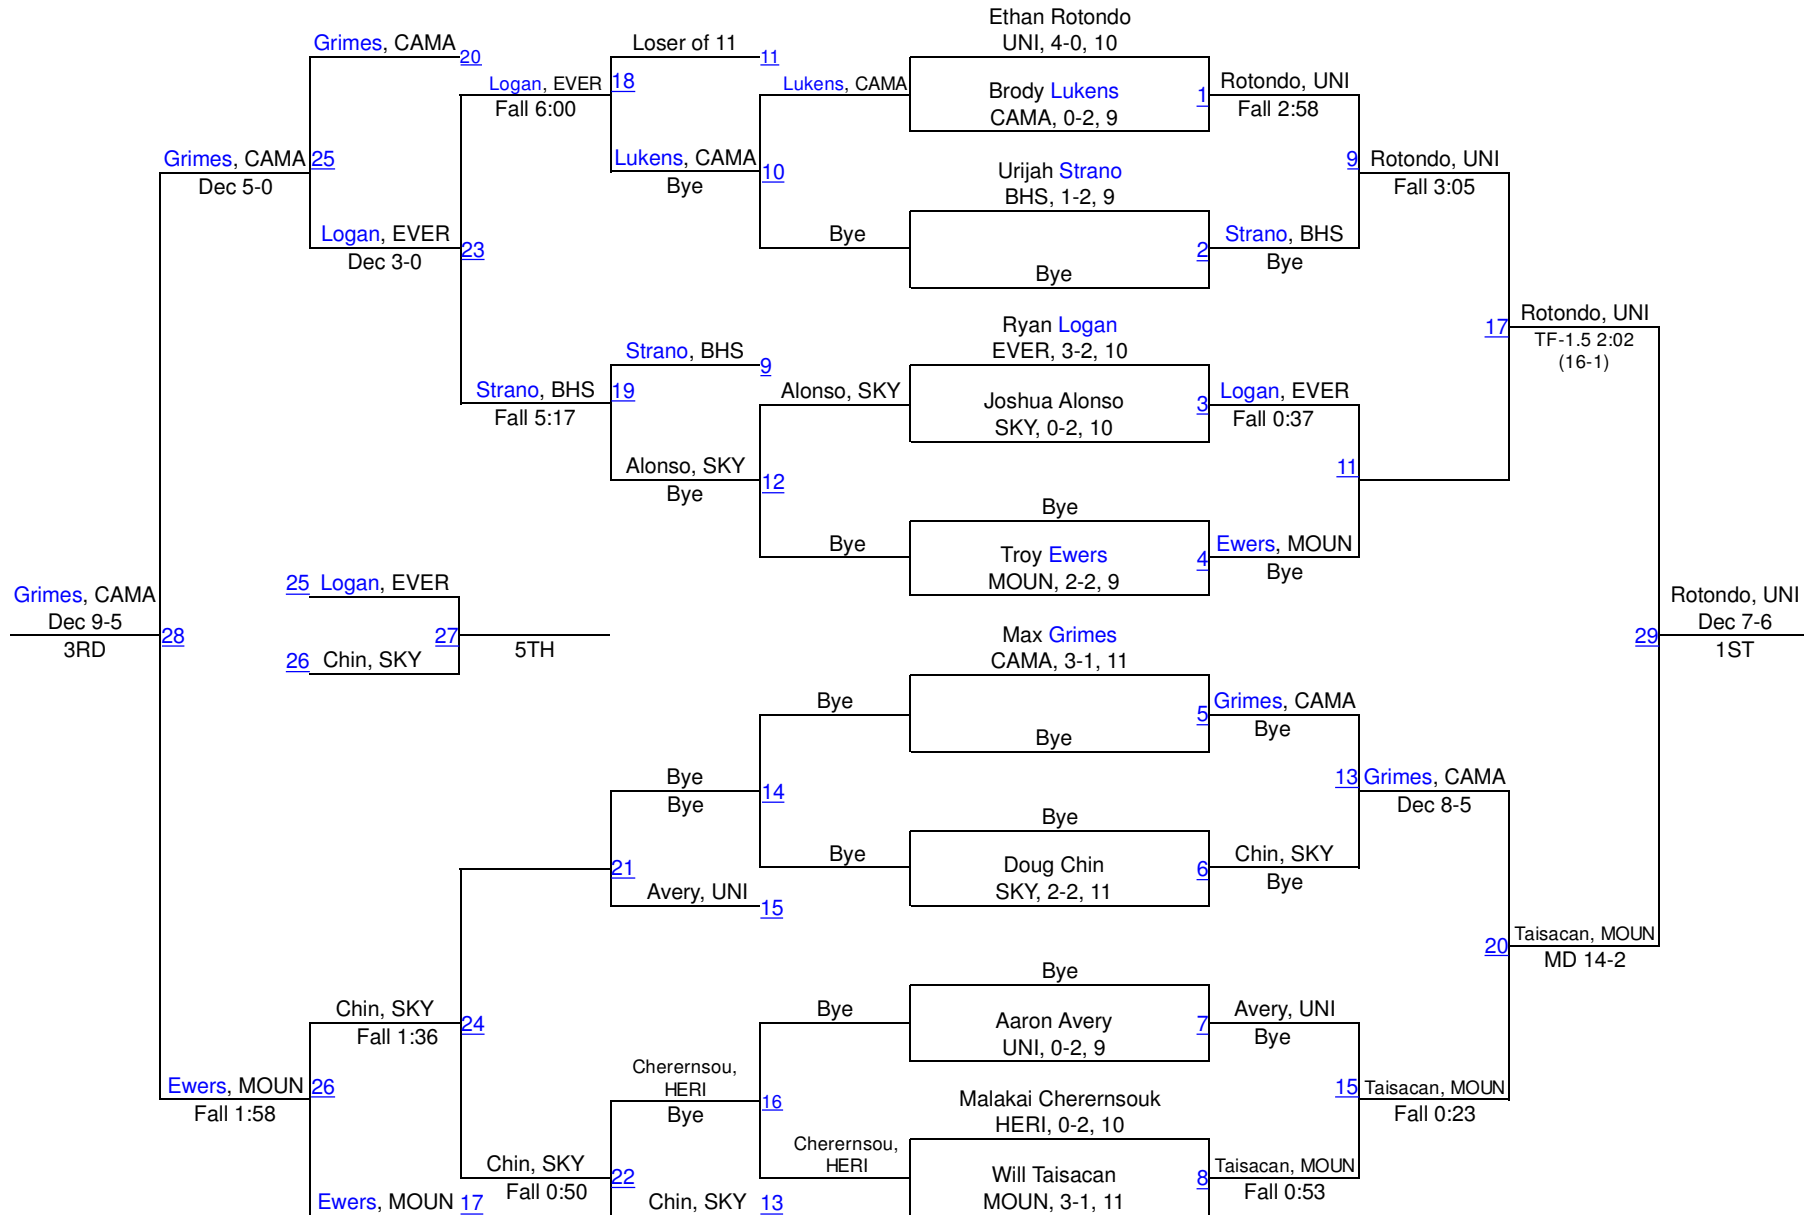 Ethan Rotondo
UNI, 4-0, 10
Grimes, CAMA
20
Loser of 11
11
Logan, EVER
18
Fall 6:00
Lukens, CAMA
Brody Lukens
CAMA, 0-2, 9
1
Rotondo, UNI
Fall 2:58
Grimes, CAMA
25
Dec 5-0
Lukens, CAMA
10
Bye
Urijah Strano
BHS, 1-2, 9
9
Rotondo, UNI
Fall 3:05
Logan, EVER
23
Dec 3-0
Bye
2
Strano, BHS
Bye
Bye
Ryan Logan
EVER, 3-2, 10
17
Rotondo, UNI
TF-1.5 2:02
(16-1)
Strano, BHS
9
Strano, BHS
19
Fall 5:17
Alonso, SKY
Joshua Alonso
SKY, 0-2, 10
3
Logan, EVER
Fall 0:37
Alonso, SKY
12
Bye
11
Bye
Bye
Troy Ewers
MOUN, 2-2, 9
4
Ewers, MOUN
Bye
Grimes, CAMA
Dec 9-5
28
3RD
25 Logan, EVER
27
5TH
26 Chin, SKY
Max Grimes
CAMA, 3-1, 11
29
Rotondo, UNI
Dec 7-6
1ST
Bye
5
Grimes, CAMA
Bye
Bye
Bye
14
Bye
13
Grimes, CAMA
Dec 8-5
Bye
Bye
Doug Chin
SKY, 2-2, 11
6
Chin, SKY
Bye
21
Avery, UNI
15
20
Taisacan, MOUN
MD 14-2
Bye
Chin, SKY
24
Fall 1:36
Bye
Aaron Avery
UNI, 0-2, 9
7
Avery, UNI
Bye
Ewers, MOUN
26
Fall 1:58
Cherernsou,
HERI
16
Bye
Malakai Cherernsouk
HERI, 0-2, 10
15
Taisacan, MOUN
Fall 0:23
Chin, SKY
22
Fall 0:50
Cherernsou,
HERI
Will Taisacan
MOUN, 3-1, 11
8
Taisacan, MOUN
Fall 0:53
Ewers, MOUN 17
Chin, SKY 13